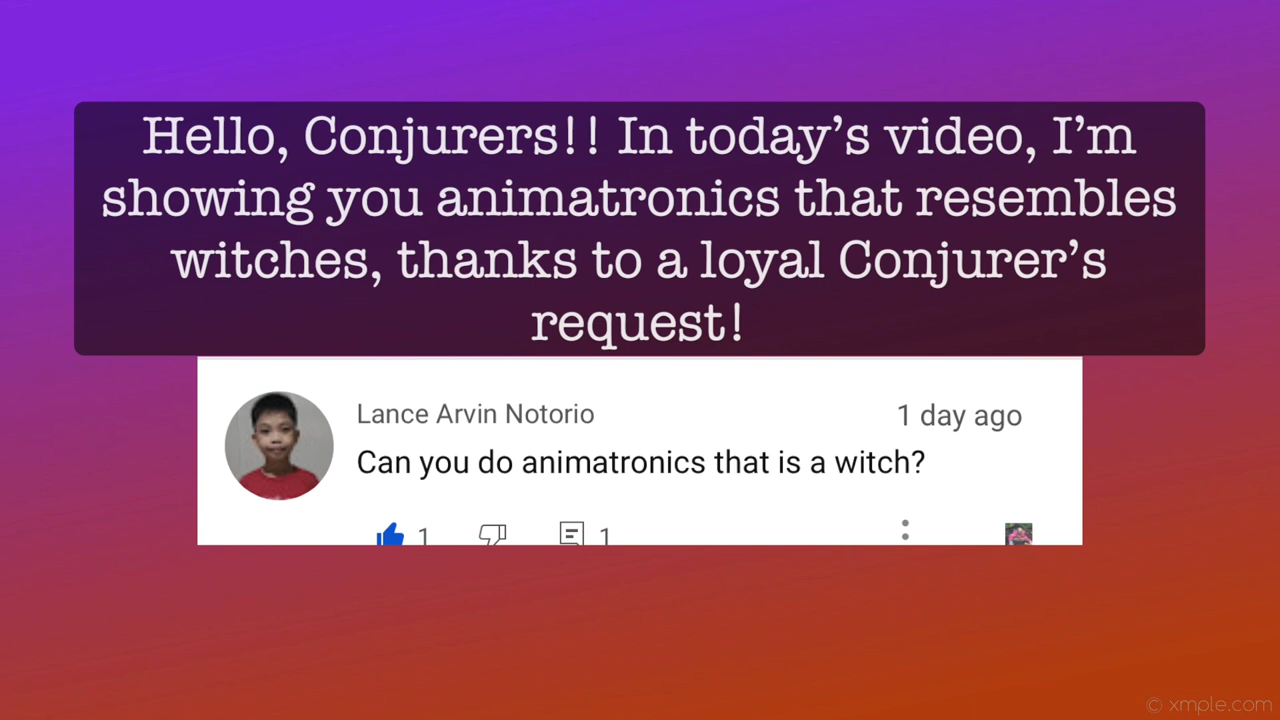 Hello, Conjurers!! In today’s video, I’m
showing you animatronics that resembles
witches, thanks to a loyal Conjurer’s
request!
Lance Arvin Notorio
1 day ago
Can you do animatronics that is a witch?
1
1
© xmple.com